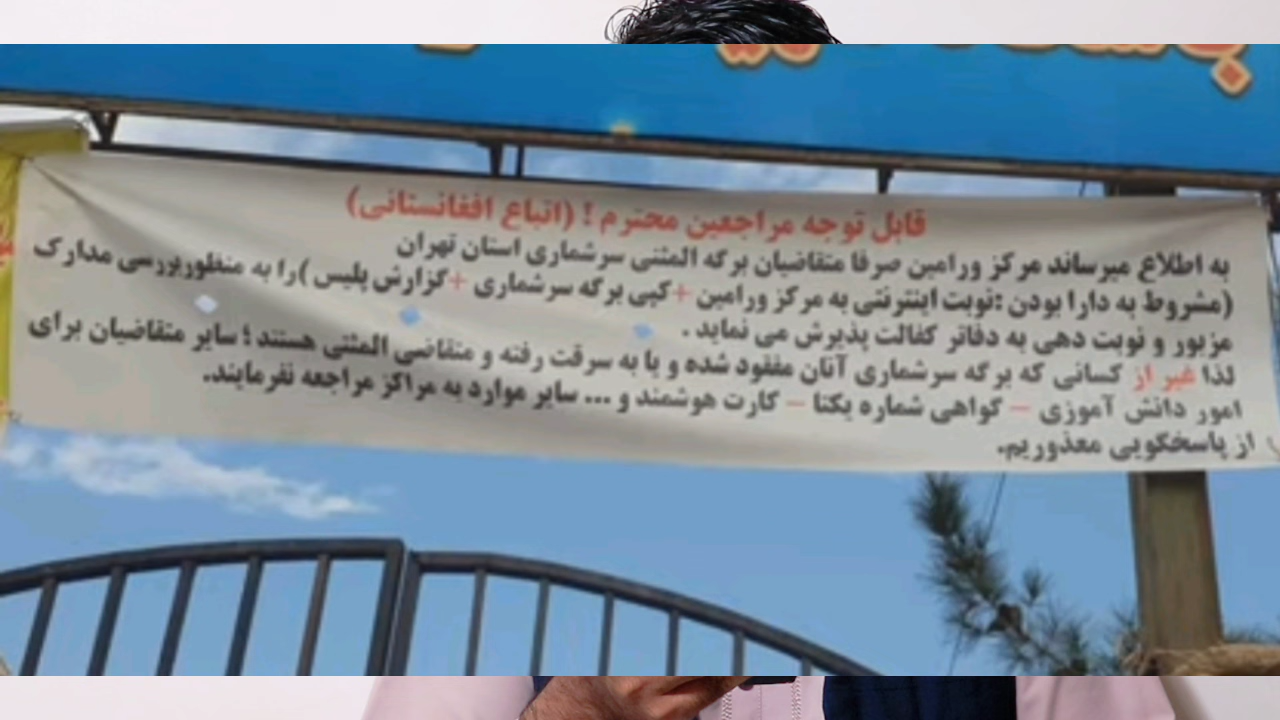 قابل توجه مراجعین محترم ! (اتباع افغانستانی)
به اطلاع میرساند مرکز ورامین صرفا متقاضیان برگه المثنی سرشماری استان تهران
(مشروط به دارا بودن :نوبت اینترنتی به مرکز ورامین +کپی برگه سرشماری +گزارش پلیس )را به منظوربررسی مدارک
مزبور و نوبت دهی به دفاتر کفالت پذیرش می نماید .
لذا غیر از کسانی که برگه سرشماری آنان مفقود شده و یا به سرقت رفته و متقاضی المثنی هستند ؛ سایر متقاضیان برای
امور دانش آموزی – گواهی شماره یکتا – کارت هوشمند و ... سایر موارد به مراکز مراجعه نفرمایند.
از پاسخگویی معذوریم.